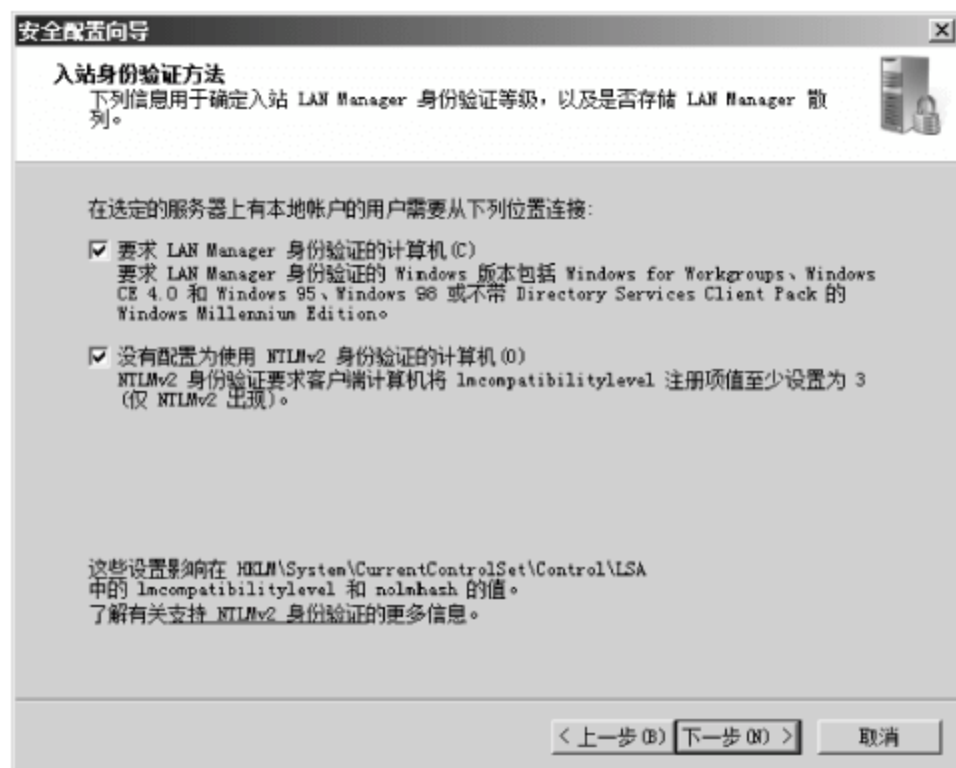 安全配置向导
入站身份验证方法
下列信息用于确定入站 LAN Manager 身份验证等级，以及是否存储 LAN Manager 散
列。
在选定的服务器上有本地帐户的用户需要从下列位置连接:
要求 LAN Manager 身份验证的计算机(C)
要求 LAN Manager 身份验证的 Windows 版本包括 Windows for Workgroups、Windows
CE 4.0 和 Windows 95、Windows 98 或不带 Directory Services Client Pack 的
Windows Millennium Edition。
没有配置为使用 NTLMv2 身份验证的计算机(O)
NTLMv2 身份验证要求客户端计算机将 lmcompatibilitylevel 注册项值至少设置为 3
(仅 NTLMv2 出现)。
这些设置影响在 HKLM\System\CurrentControlSet\Control\LSA
中的 lmcompatibilitylevel 和 nolmhash 的值。
了解有关支持 NTLMv2 身份验证的更多信息。
< 上一步(B) 下一步(N) > 取消